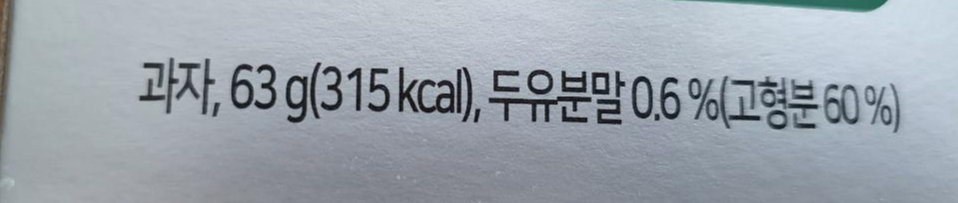 과자, 63 g(315 kcal), 두유분말 0.6 %(고형분 60 %)